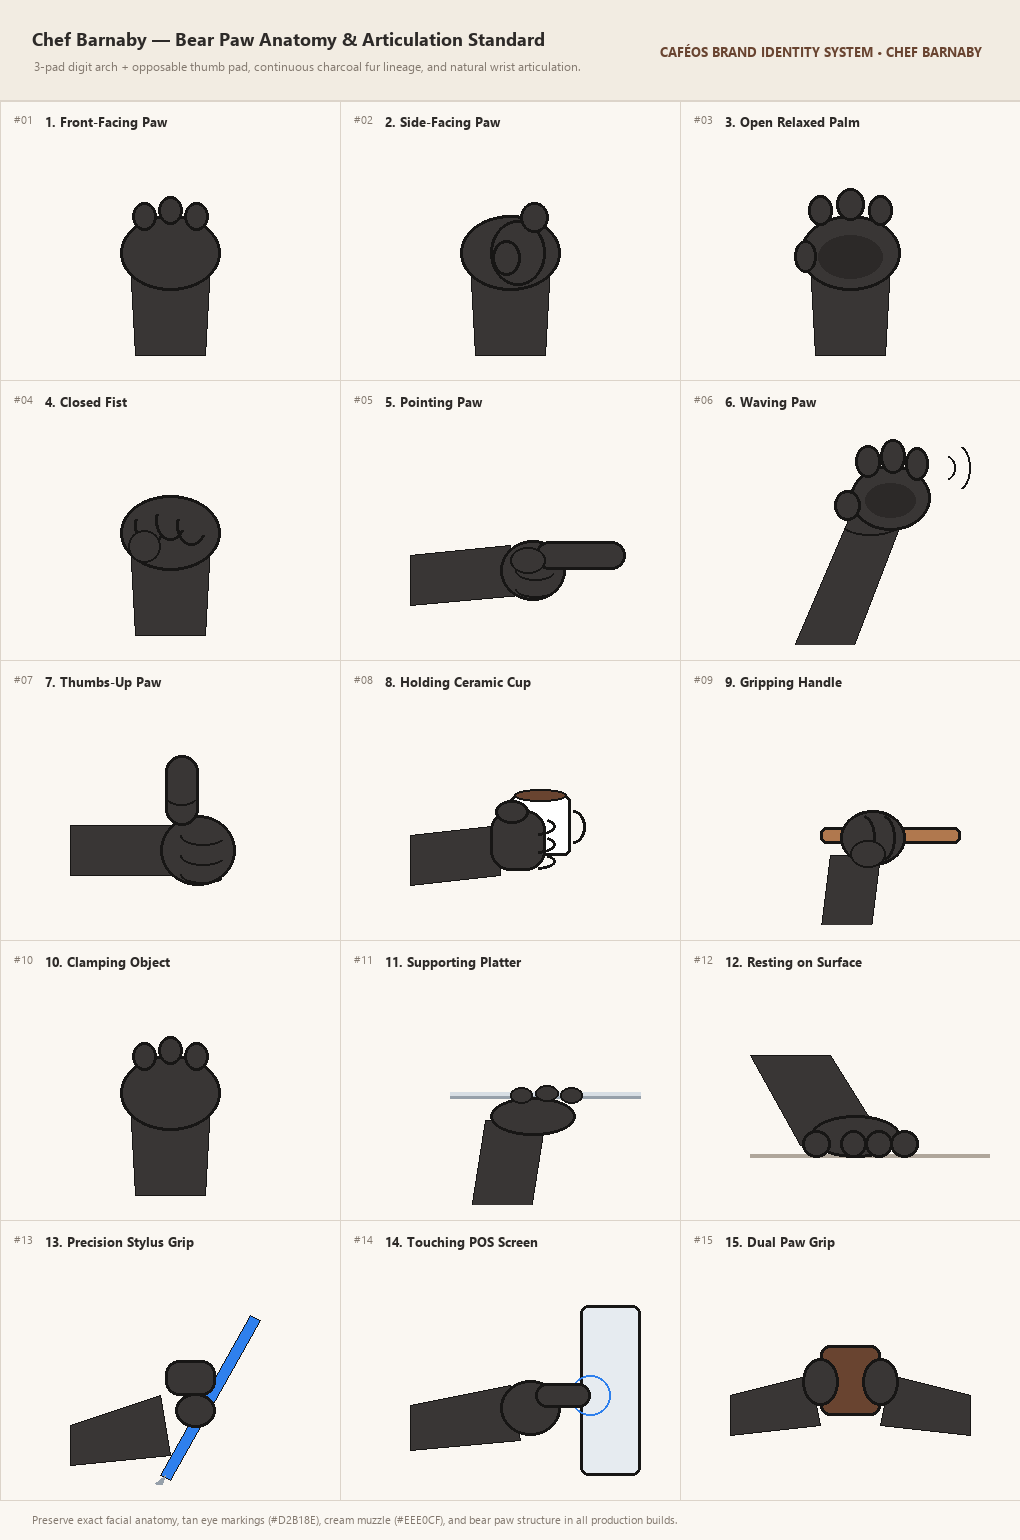 Chef Barnaby — Bear Paw Anatomy & Articulation Standard
3-pad digit arch + opposable thumb pad, continuous charcoal fur lineage, and natural wrist articulation.
CAFÉOS BRAND IDENTITY SYSTEM • CHEF BARNABY
#01 1. Front-Facing Paw
#02 2. Side-Facing Paw
#03 3. Open Relaxed Palm
#04 4. Closed Fist
#05 5. Pointing Paw
#06 6. Waving Paw
#07 7. Thumbs-Up Paw
#08 8. Holding Ceramic Cup
#09 9. Gripping Handle
#10 10. Clamping Object
#11 11. Supporting Platter
#12 12. Resting on Surface
#13 13. Precision Stylus Grip
#14 14. Touching POS Screen
#15 15. Dual Paw Grip
Preserve exact facial anatomy, tan eye markings (#D2B18E), cream muzzle (#EEE0CF), and bear paw structure in all production builds.